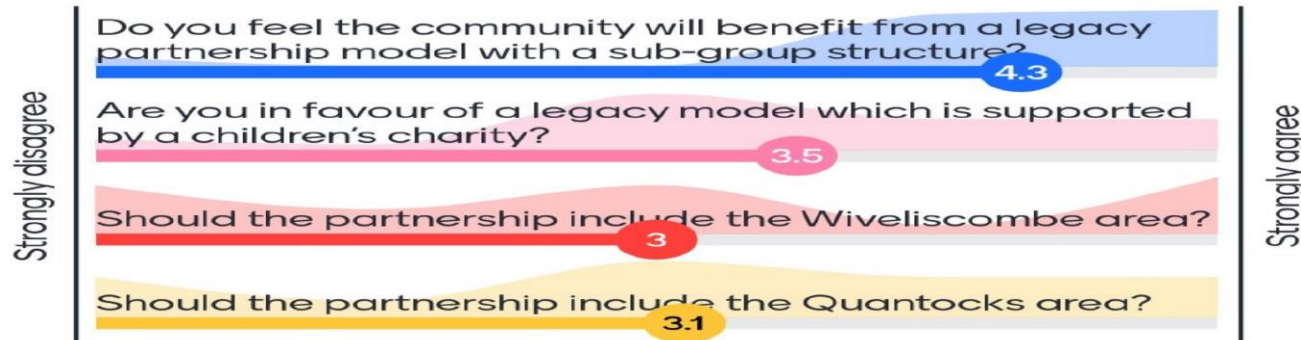 Do you feel the community will benefit from a legacy
partnership model with a sub-group structure?
4.3
Are you in favour of a legacy model which is supported
by a children's charity?
3.5
Should the partnership include the Wiveliscombe area?
3
Should the partnership include the Quantocks area?
3.1
Strongly disagree
Strongly agree